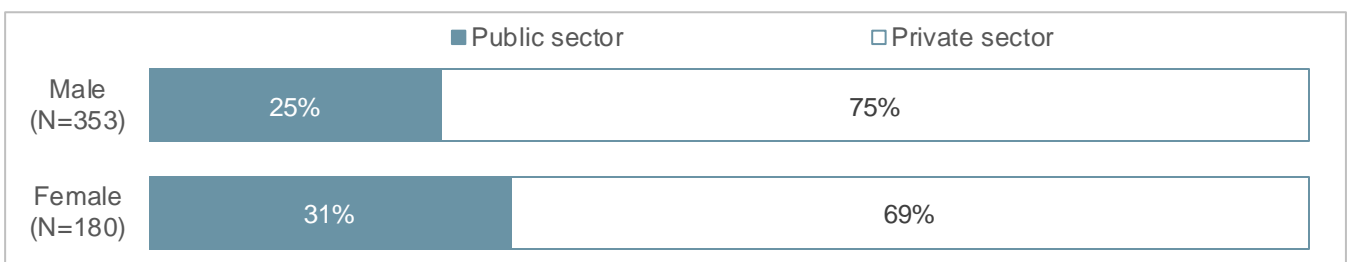 Public sector Private sector
Male
(N=353)
25% 75%
Female
(N=180)
31% 69%